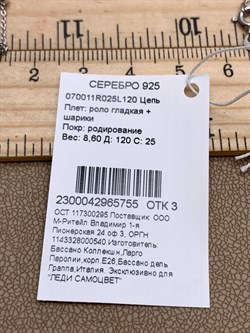 СЕРЕБРО 925
070011R025L120 Цепь
Плет: роло гладкая +
шарики
Покр: родирование
Вес: 8,60 Д: 120 С: 25
2300042965755 ОТК 3
ОСТ 117300295 Поставщик ООО
М-Ритейл Владимир 1-я
Пионерская 24 оф 3, ОРГН
1143328000540 Изготовитель:
Бассано Коллекшн,Ларго
Паролини,корп.Е26,Бассано дель
Граппа,Италия. Эксклюзивно для
"ЛЕДИ САМОЦВЕТ"